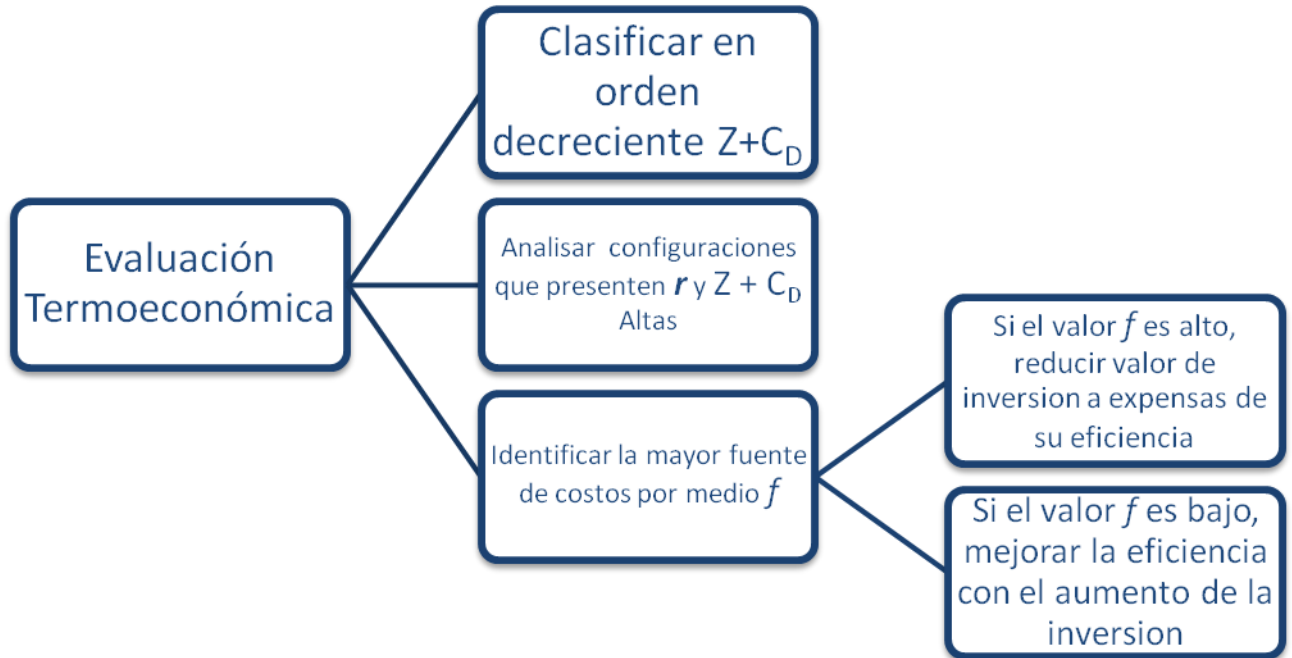 Evaluación
Termoeconómica
Clasificar en
orden
decreciente Z+C_D
Analisar configuraciones
que presenten r y Z + C_D
Altas
Identificar la mayor fuente
de costos por medio f
Si el valor f es alto,
reducir valor de
inversion a expensas de
su eficiencia
Si el valor f es bajo,
mejorar la eficiencia
con el aumento de la
inversion